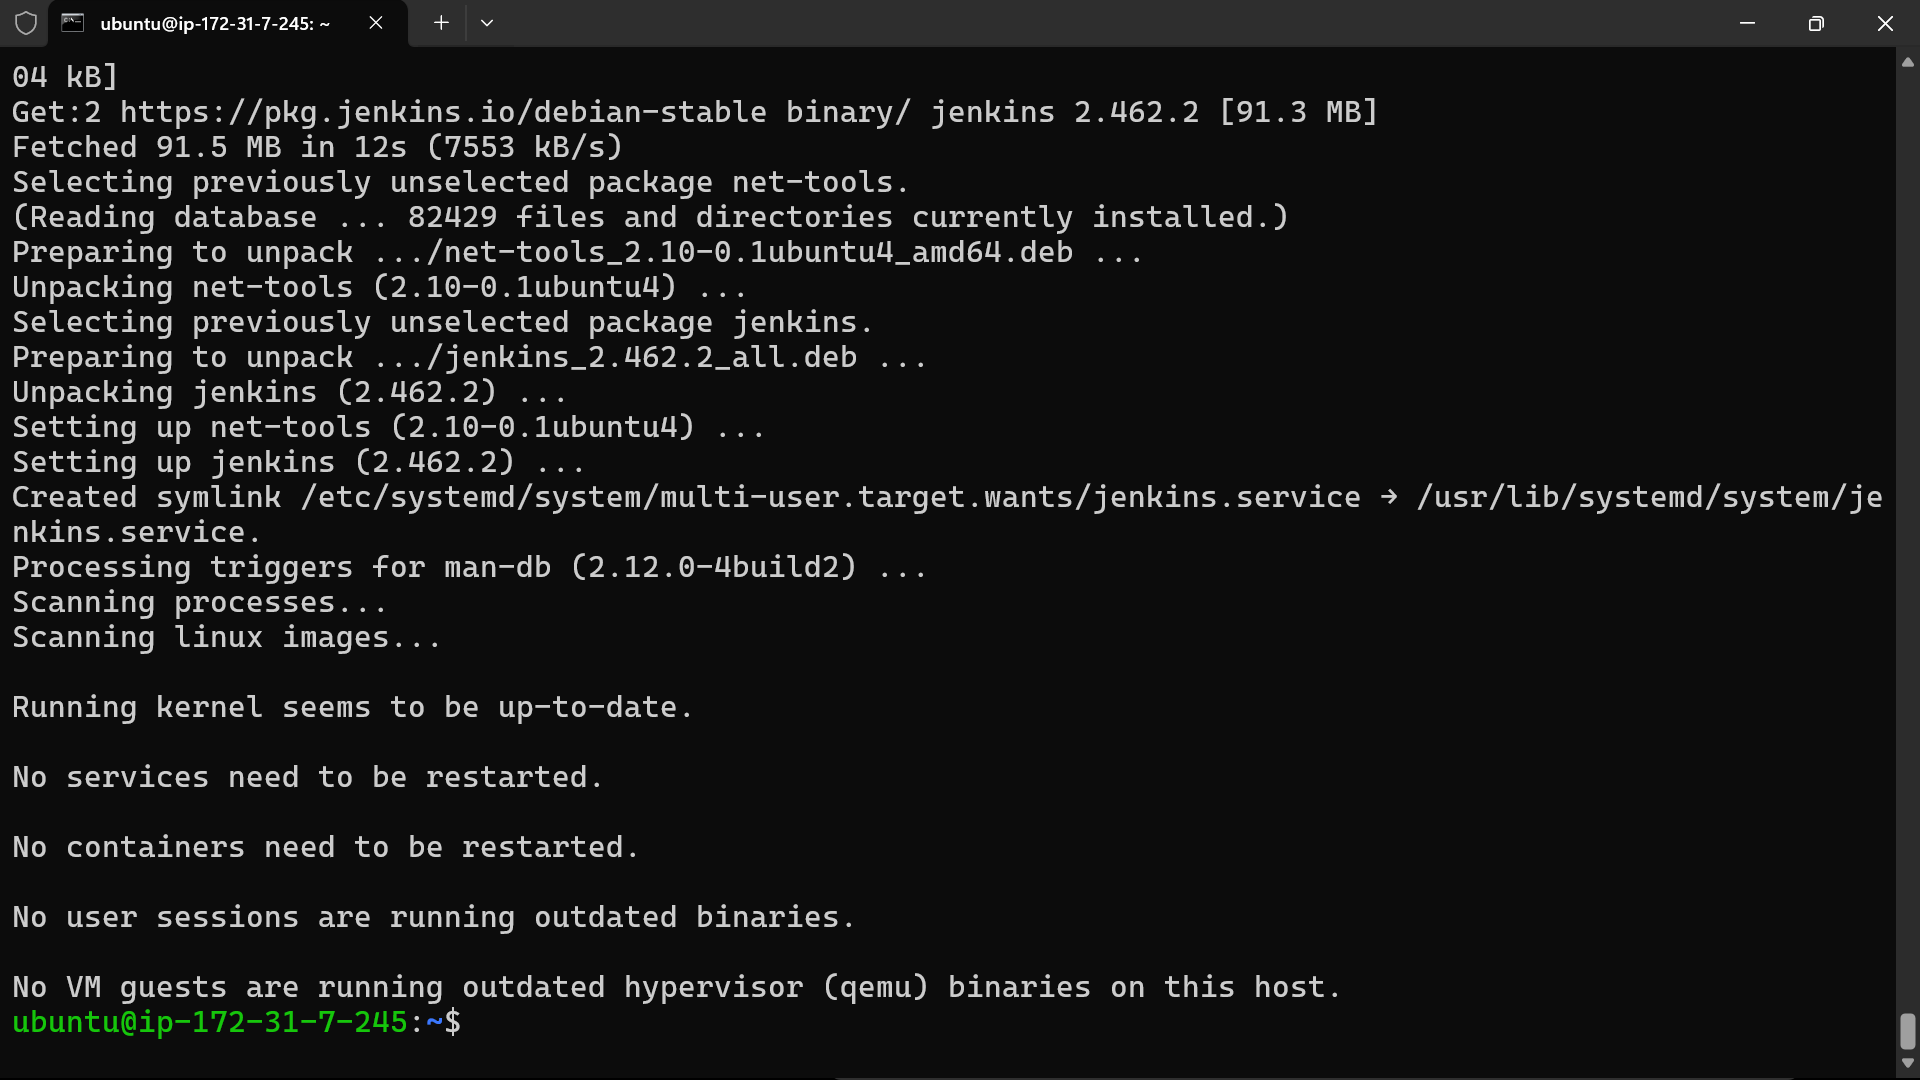 ubuntu@ip-172-31-7-245: ~
04 kB]
Get:2 https://pkg.jenkins.io/debian-stable binary/ jenkins 2.462.2 [91.3 MB]
Fetched 91.5 MB in 12s (7553 kB/s)
Selecting previously unselected package net-tools.
(Reading database ... 82429 files and directories currently installed.)
Preparing to unpack .../net-tools_2.10-0.1ubuntu4_amd64.deb ...
Unpacking net-tools (2.10-0.1ubuntu4) ...
Selecting previously unselected package jenkins.
Preparing to unpack .../jenkins_2.462.2_all.deb ...
Unpacking jenkins (2.462.2) ...
Setting up net-tools (2.10-0.1ubuntu4) ...
Setting up jenkins (2.462.2) ...
Created symlink /etc/systemd/system/multi-user.target.wants/jenkins.service → /usr/lib/systemd/system/je
nkins.service.
Processing triggers for man-db (2.12.0-4build2) ...
Scanning processes...
Scanning linux images...
Running kernel seems to be up-to-date.
No services need to be restarted.
No containers need to be restarted.
No user sessions are running outdated binaries.
No VM guests are running outdated hypervisor (qemu) binaries on this host.
ubuntu@ip-172-31-7-245:~$